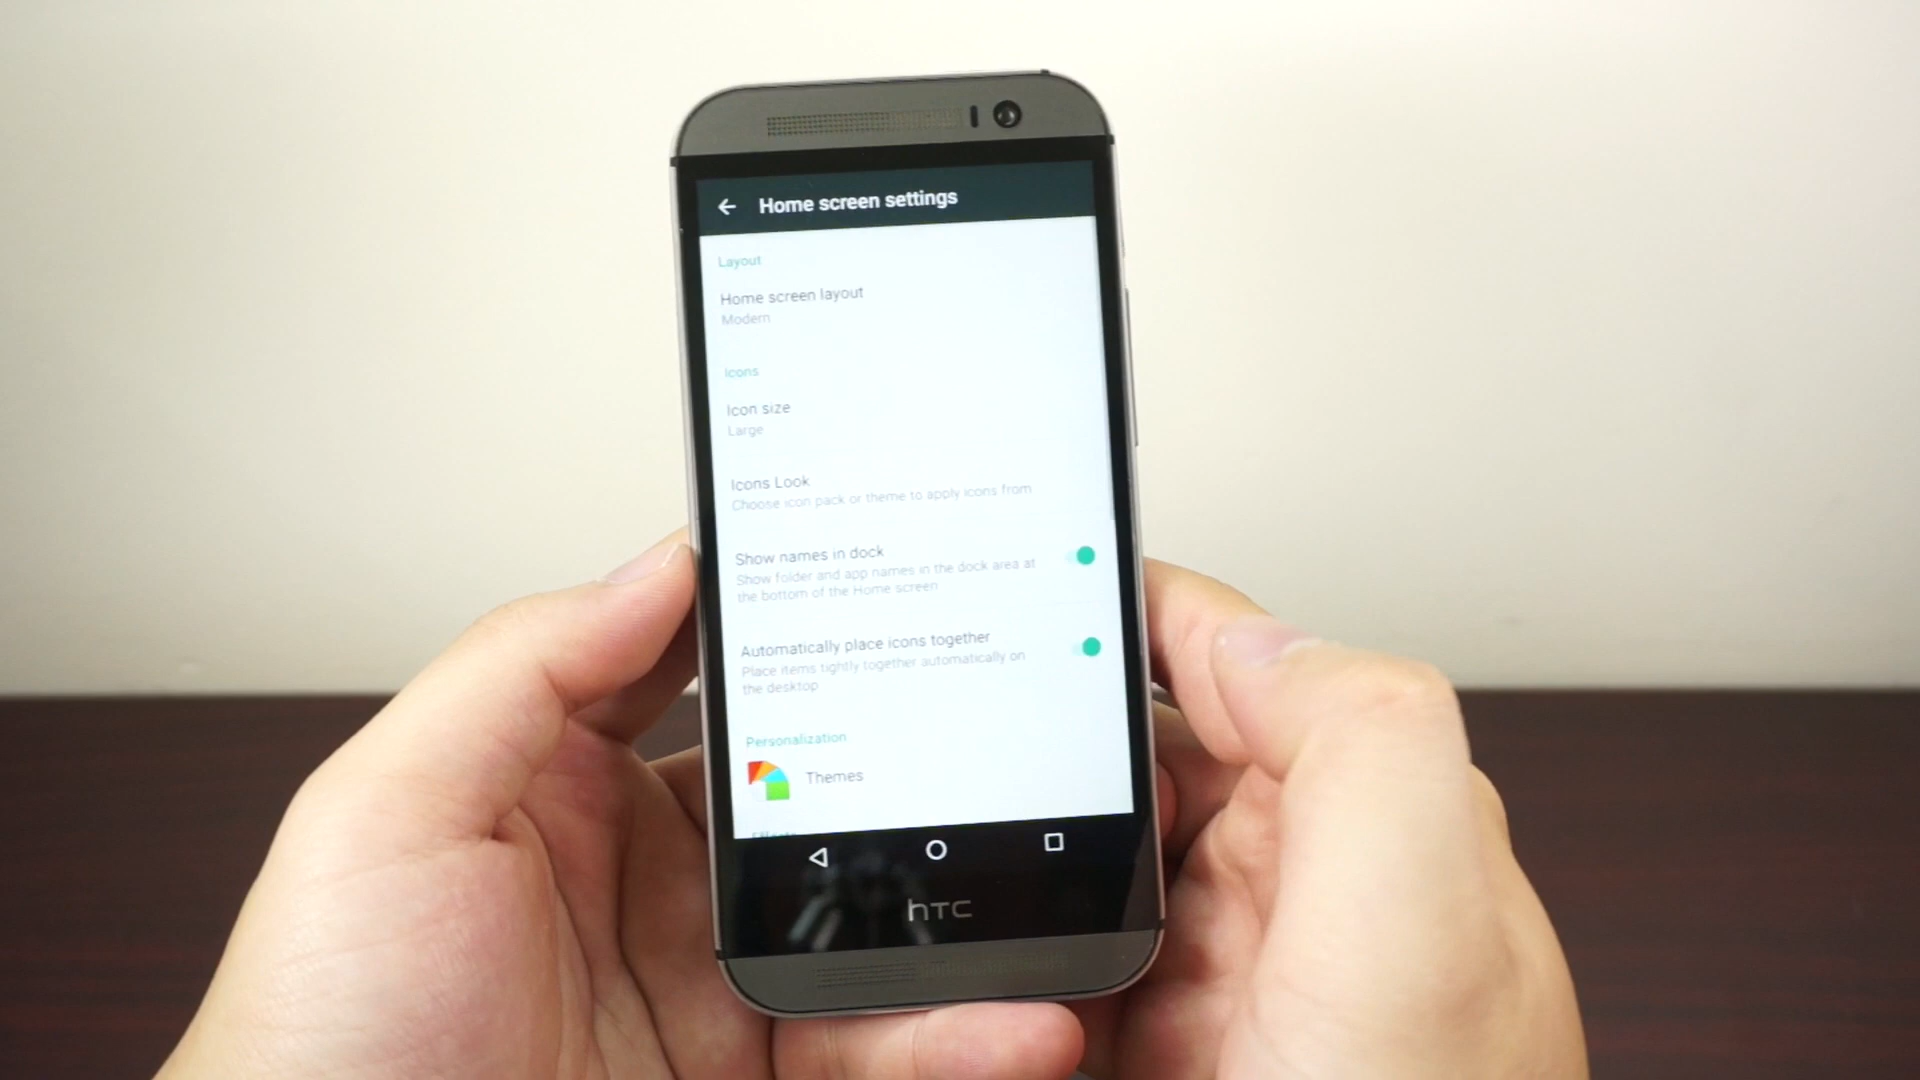 Home screen settings
Layout
Home screen layout
Modern
Icons
Icon size
Large
Icons Look
Choose icon pack or theme to apply icons from
Show names in dock
Show folder and app names in the dock area at
the bottom of the Home screen
Automatically place icons together
Place items tightly together automatically on
the desktop
Personalization
Themes
hTC